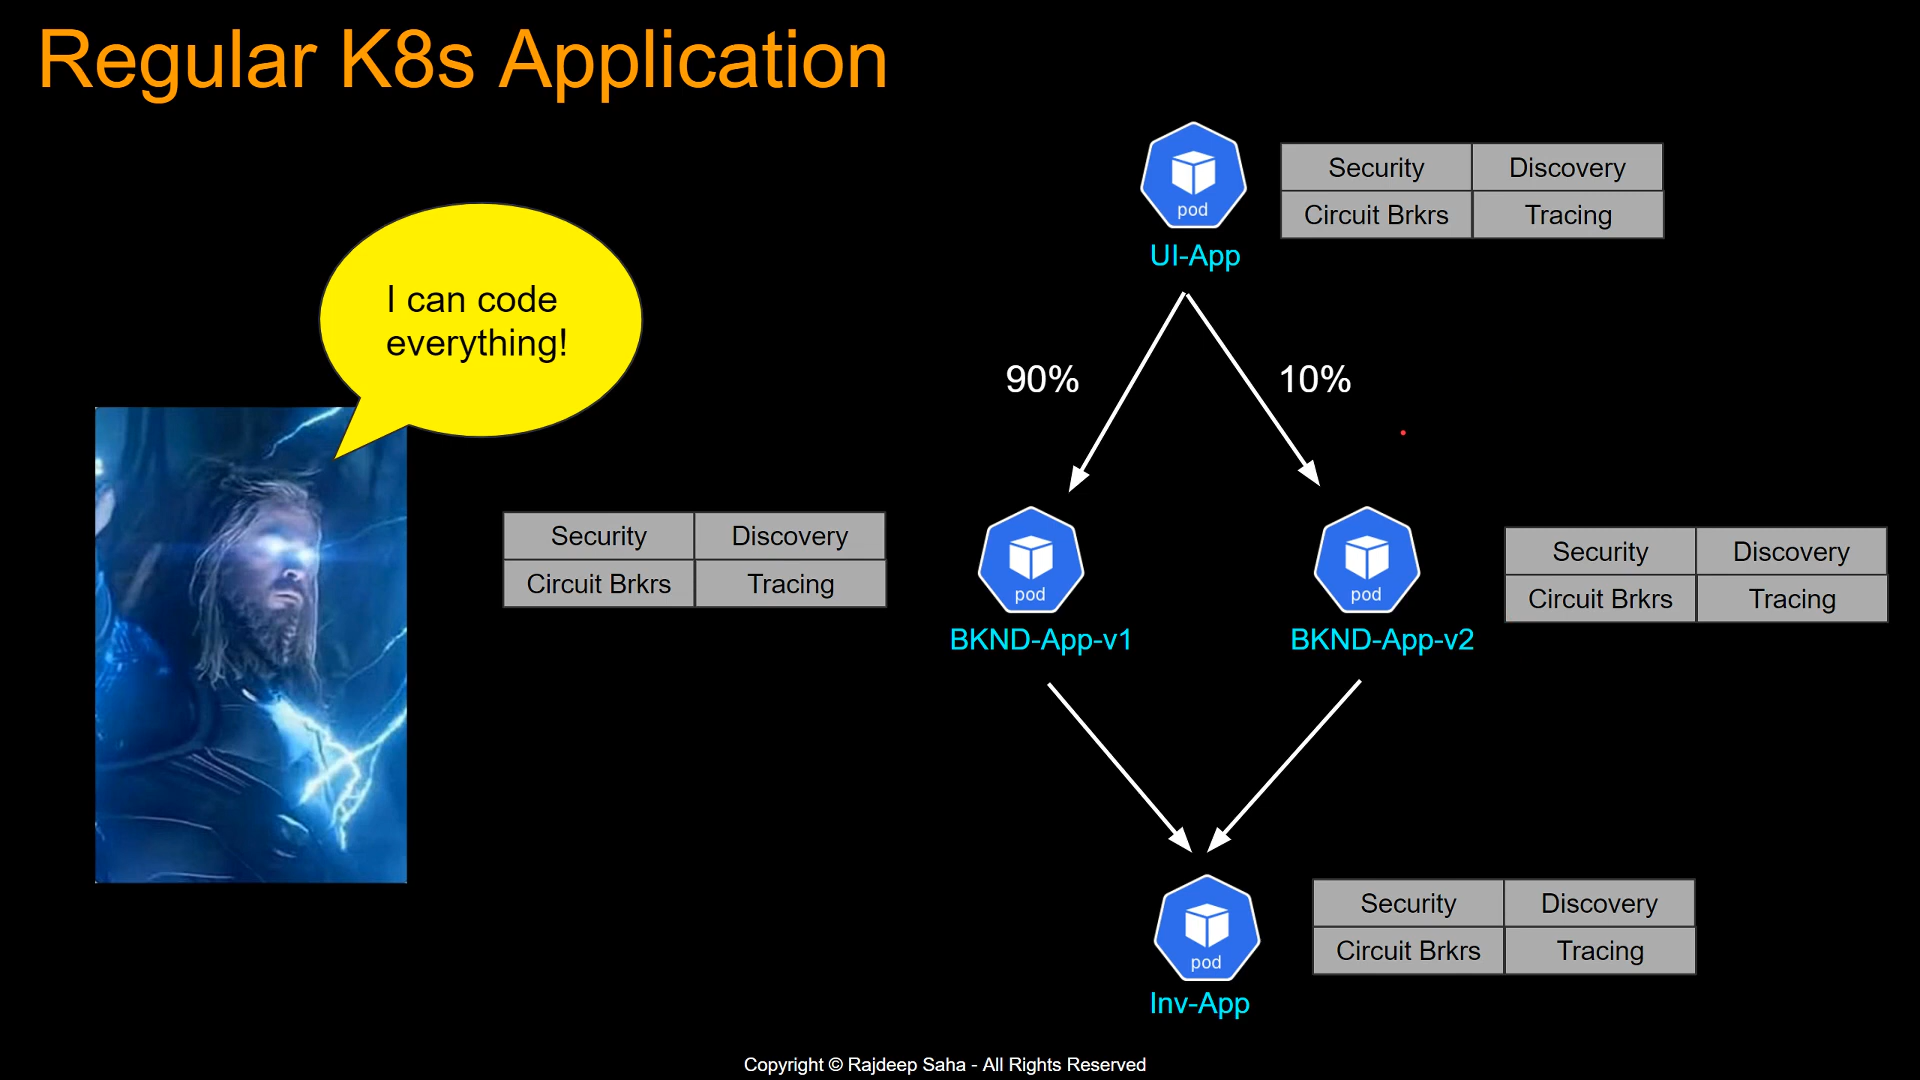 Regular K8s Application
pod
UI-App
Security Discovery
Circuit Brkrs Tracing
I can code
everything!
90% 10%
Security Discovery
Circuit Brkrs Tracing
pod
BKND-App-v1
pod
BKND-App-v2
Security Discovery
Circuit Brkrs Tracing
pod
Inv-App
Security Discovery
Circuit Brkrs Tracing
Copyright © Rajdeep Saha - All Rights Reserved